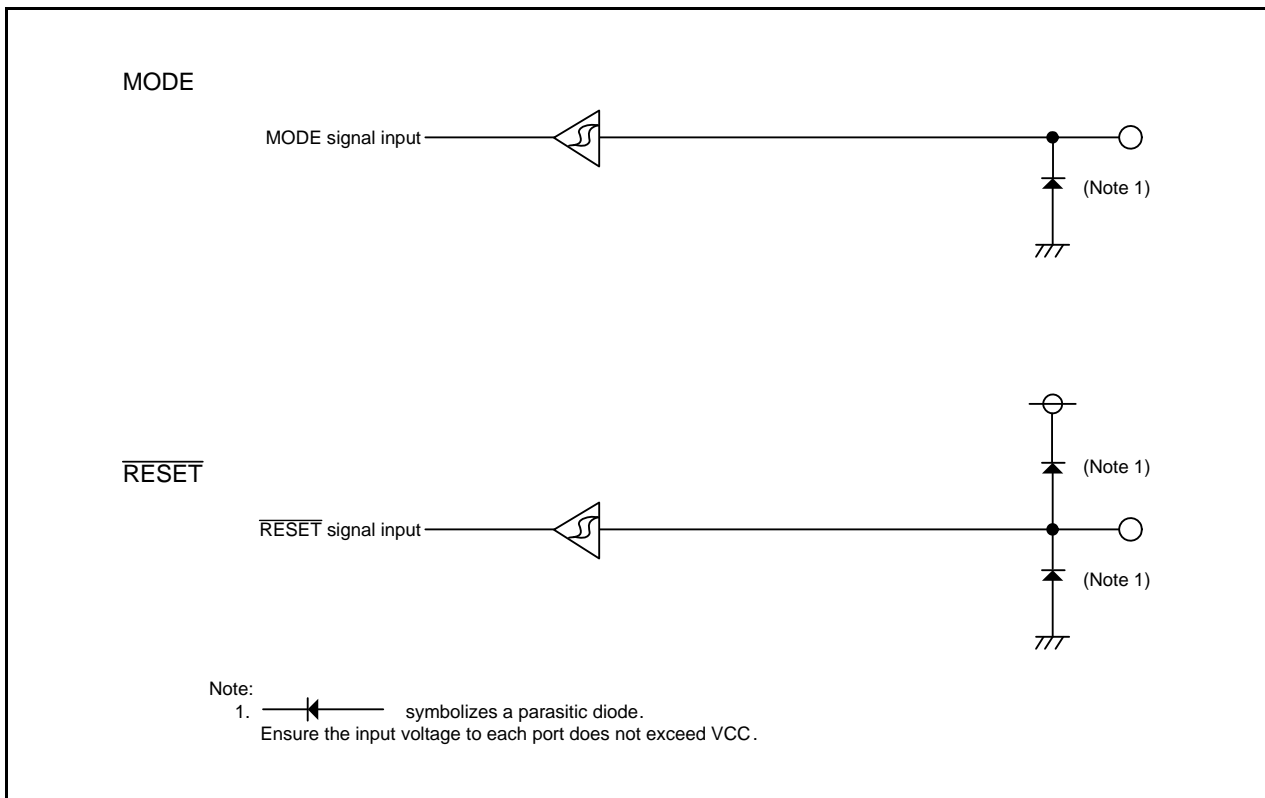 MODE
MODE signal input
(Note 1)
(Note 1)
RESET
RESET signal input
(Note 1)
Note:
1. symbolizes a parasitic diode.
Ensure the input voltage to each port does not exceed VCC.